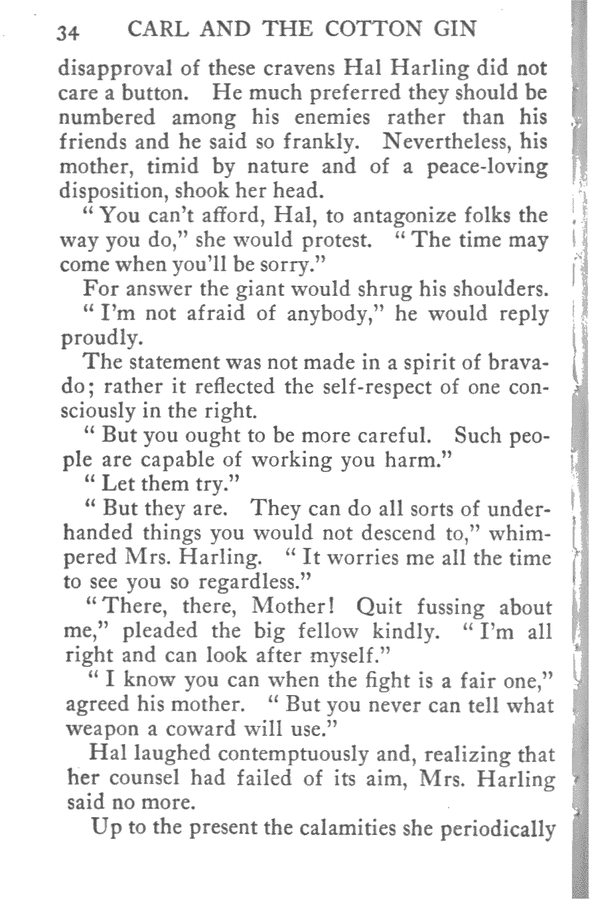 34 CARL AND THE COTTON GIN
disapproval of these cravens Hal Harling did not
care a button. He much preferred they should be
numbered among his enemies rather than his
friends and he said so frankly. Nevertheless, his
mother, timid by nature and of a peace-loving
disposition, shook her head.
“ You can’t afford, Hal, to antagonize folks the
way you do,” she would protest. “ The time may
come when you’ll be sorry.”
For answer the giant would shrug his shoulders.
“ I’m not afraid of anybody,” he would reply
proudly.
The statement was not made in a spirit of brava-
do; rather it reflected the self-respect of one con-
sciously in the right.
“ But you ought to be more careful. Such peo-
ple are capable of working you harm.”
“ Let them try.”
“ But they are. They can do all sorts of under-
handed things you would not descend to,” whim-
pered Mrs. Harling. “ It worries me all the time
to see you so regardless.”
“ There, there, Mother! Quit fussing about
me,” pleaded the big fellow kindly. “ I’m all
right and can look after myself.”
“ I know you can when the fight is a fair one,”
agreed his mother. “ But you never can tell what
weapon a coward will use.”
Hal laughed contemptuously and, realizing that
her counsel had failed of its aim, Mrs. Harling
said no more.
Up to the present the calamities she periodically